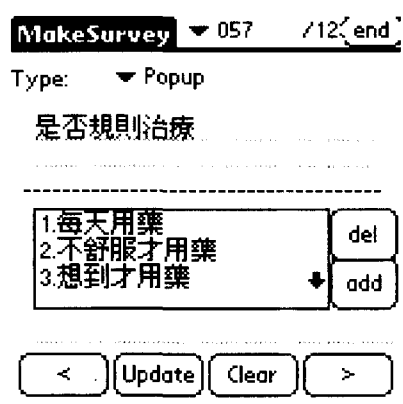 MakeSurvey 057 /12 end
Type: Popup
是否規則治療
1.每天用藥
2.不舒服才用藥
3.想到才用藥
del
add
< Update Clear >